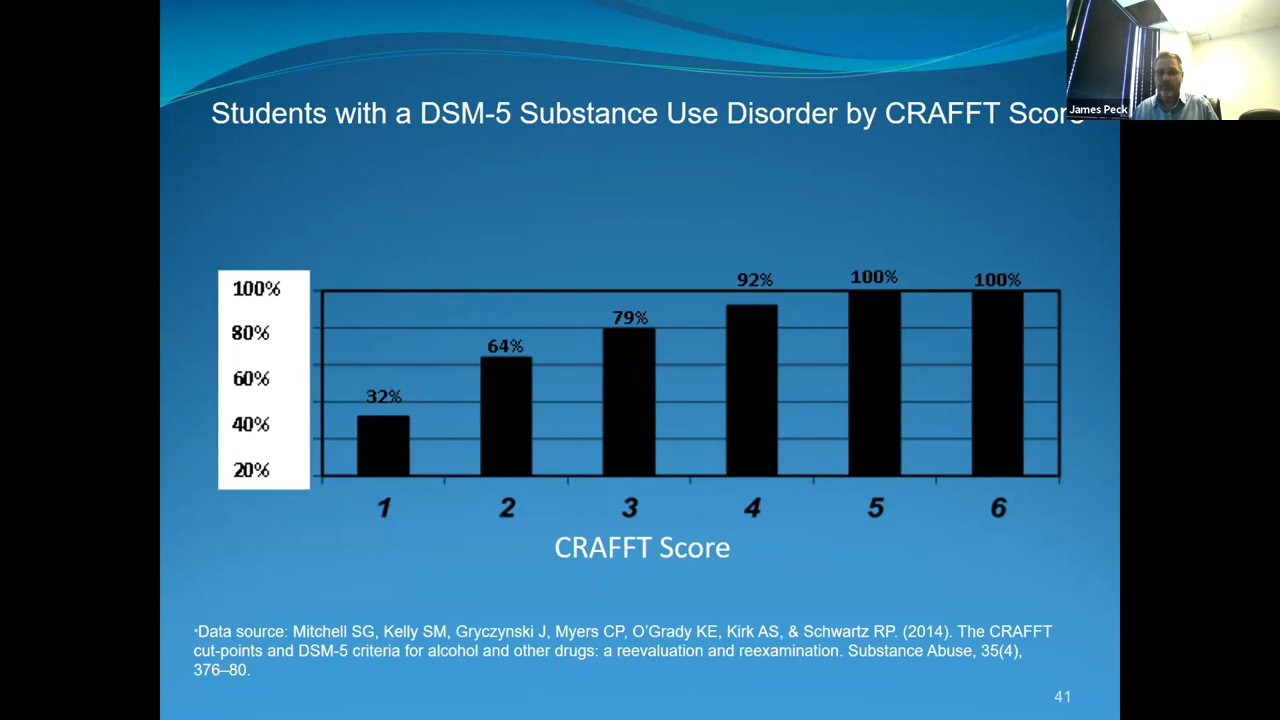 Students with a DSM-5 Substance Use Disorder by CRAFFT Score
James Peck
100%
80%
60%
40%
20%
32%
64%
79%
92%
100%
100%
1 2 3 4 5 6
CRAFFT Score
*Data source: Mitchell SG, Kelly SM, Gryczynski J, Myers CP, O'Grady KE, Kirk AS, & Schwartz RP. (2014). The CRAFFT
cut-points and DSM-5 criteria for alcohol and other drugs: a reevaluation and reexamination. Substance Abuse, 35(4),
376–80.
41